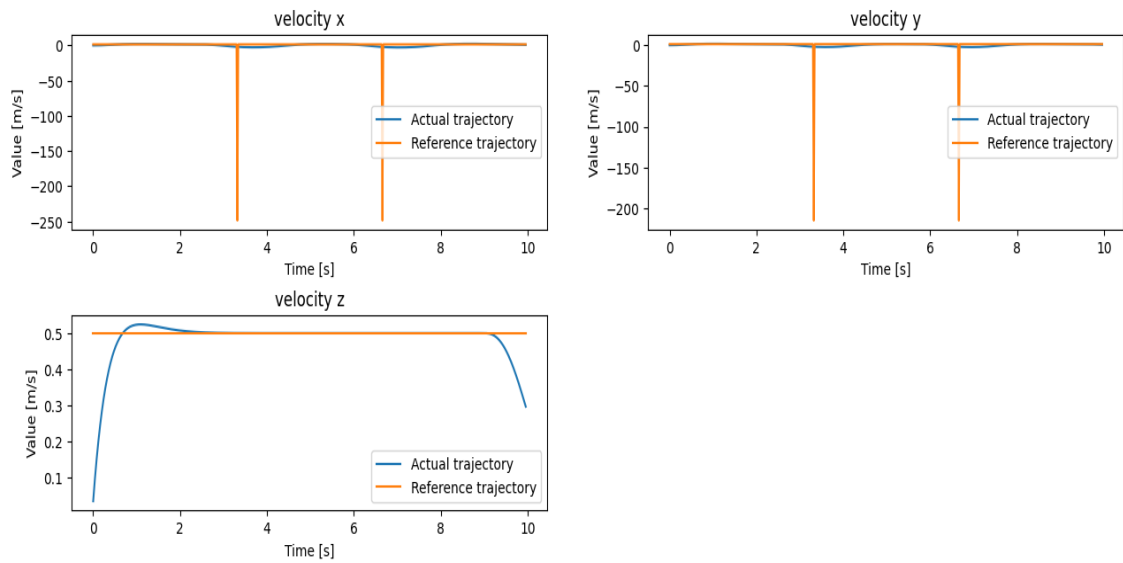 velocity x
Value [m/s]
0
−50
−100
−150
−200
−250
Actual trajectory
Reference trajectory
0 2 4 6 8 10
Time [s]
velocity y
Value [m/s]
0
−50
−100
−150
−200
Actual trajectory
Reference trajectory
0 2 4 6 8 10
Time [s]
velocity z
Value [m/s]
0.5
0.4
0.3
0.2
0.1
Actual trajectory
Reference trajectory
0 2 4 6 8 10
Time [s]